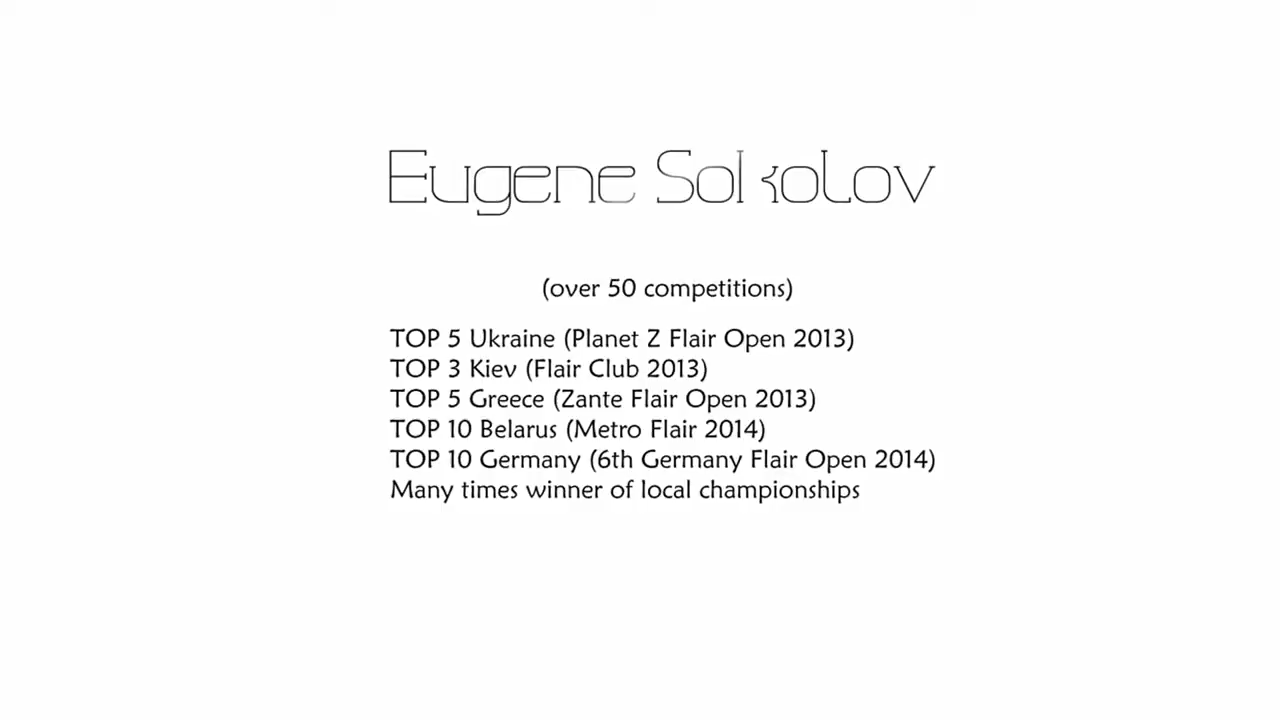 Eugene Sokolov
(over 50 competitions)
TOP 5 Ukraine (Planet Z Flair Open 2013)
TOP 3 Kiev (Flair Club 2013)
TOP 5 Greece (Zante Flair Open 2013)
TOP 10 Belarus (Metro Flair 2014)
TOP 10 Germany (6th Germany Flair Open 2014)
Many times winner of local championships